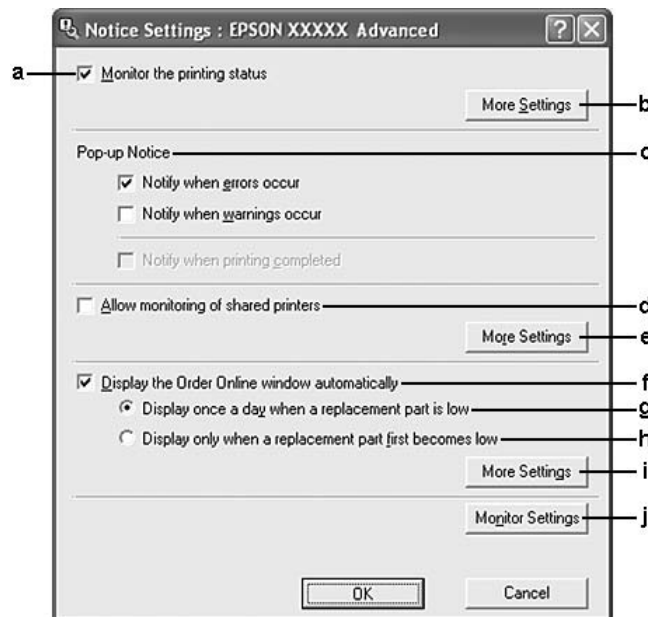 Notice Settings : EPSON XXXXX Advanced
a
Monitor the printing status
More Settings
b
Pop-up Notice
c
Notify when errors occur
Notify when warnings occur
Notify when printing completed
Allow monitoring of shared printers
d
More Settings
e
Display the Order Online window automatically
f
Display once a day when a replacement part is low
g
Display only when a replacement part first becomes low
h
More Settings
i
Monitor Settings
j
OK
Cancel